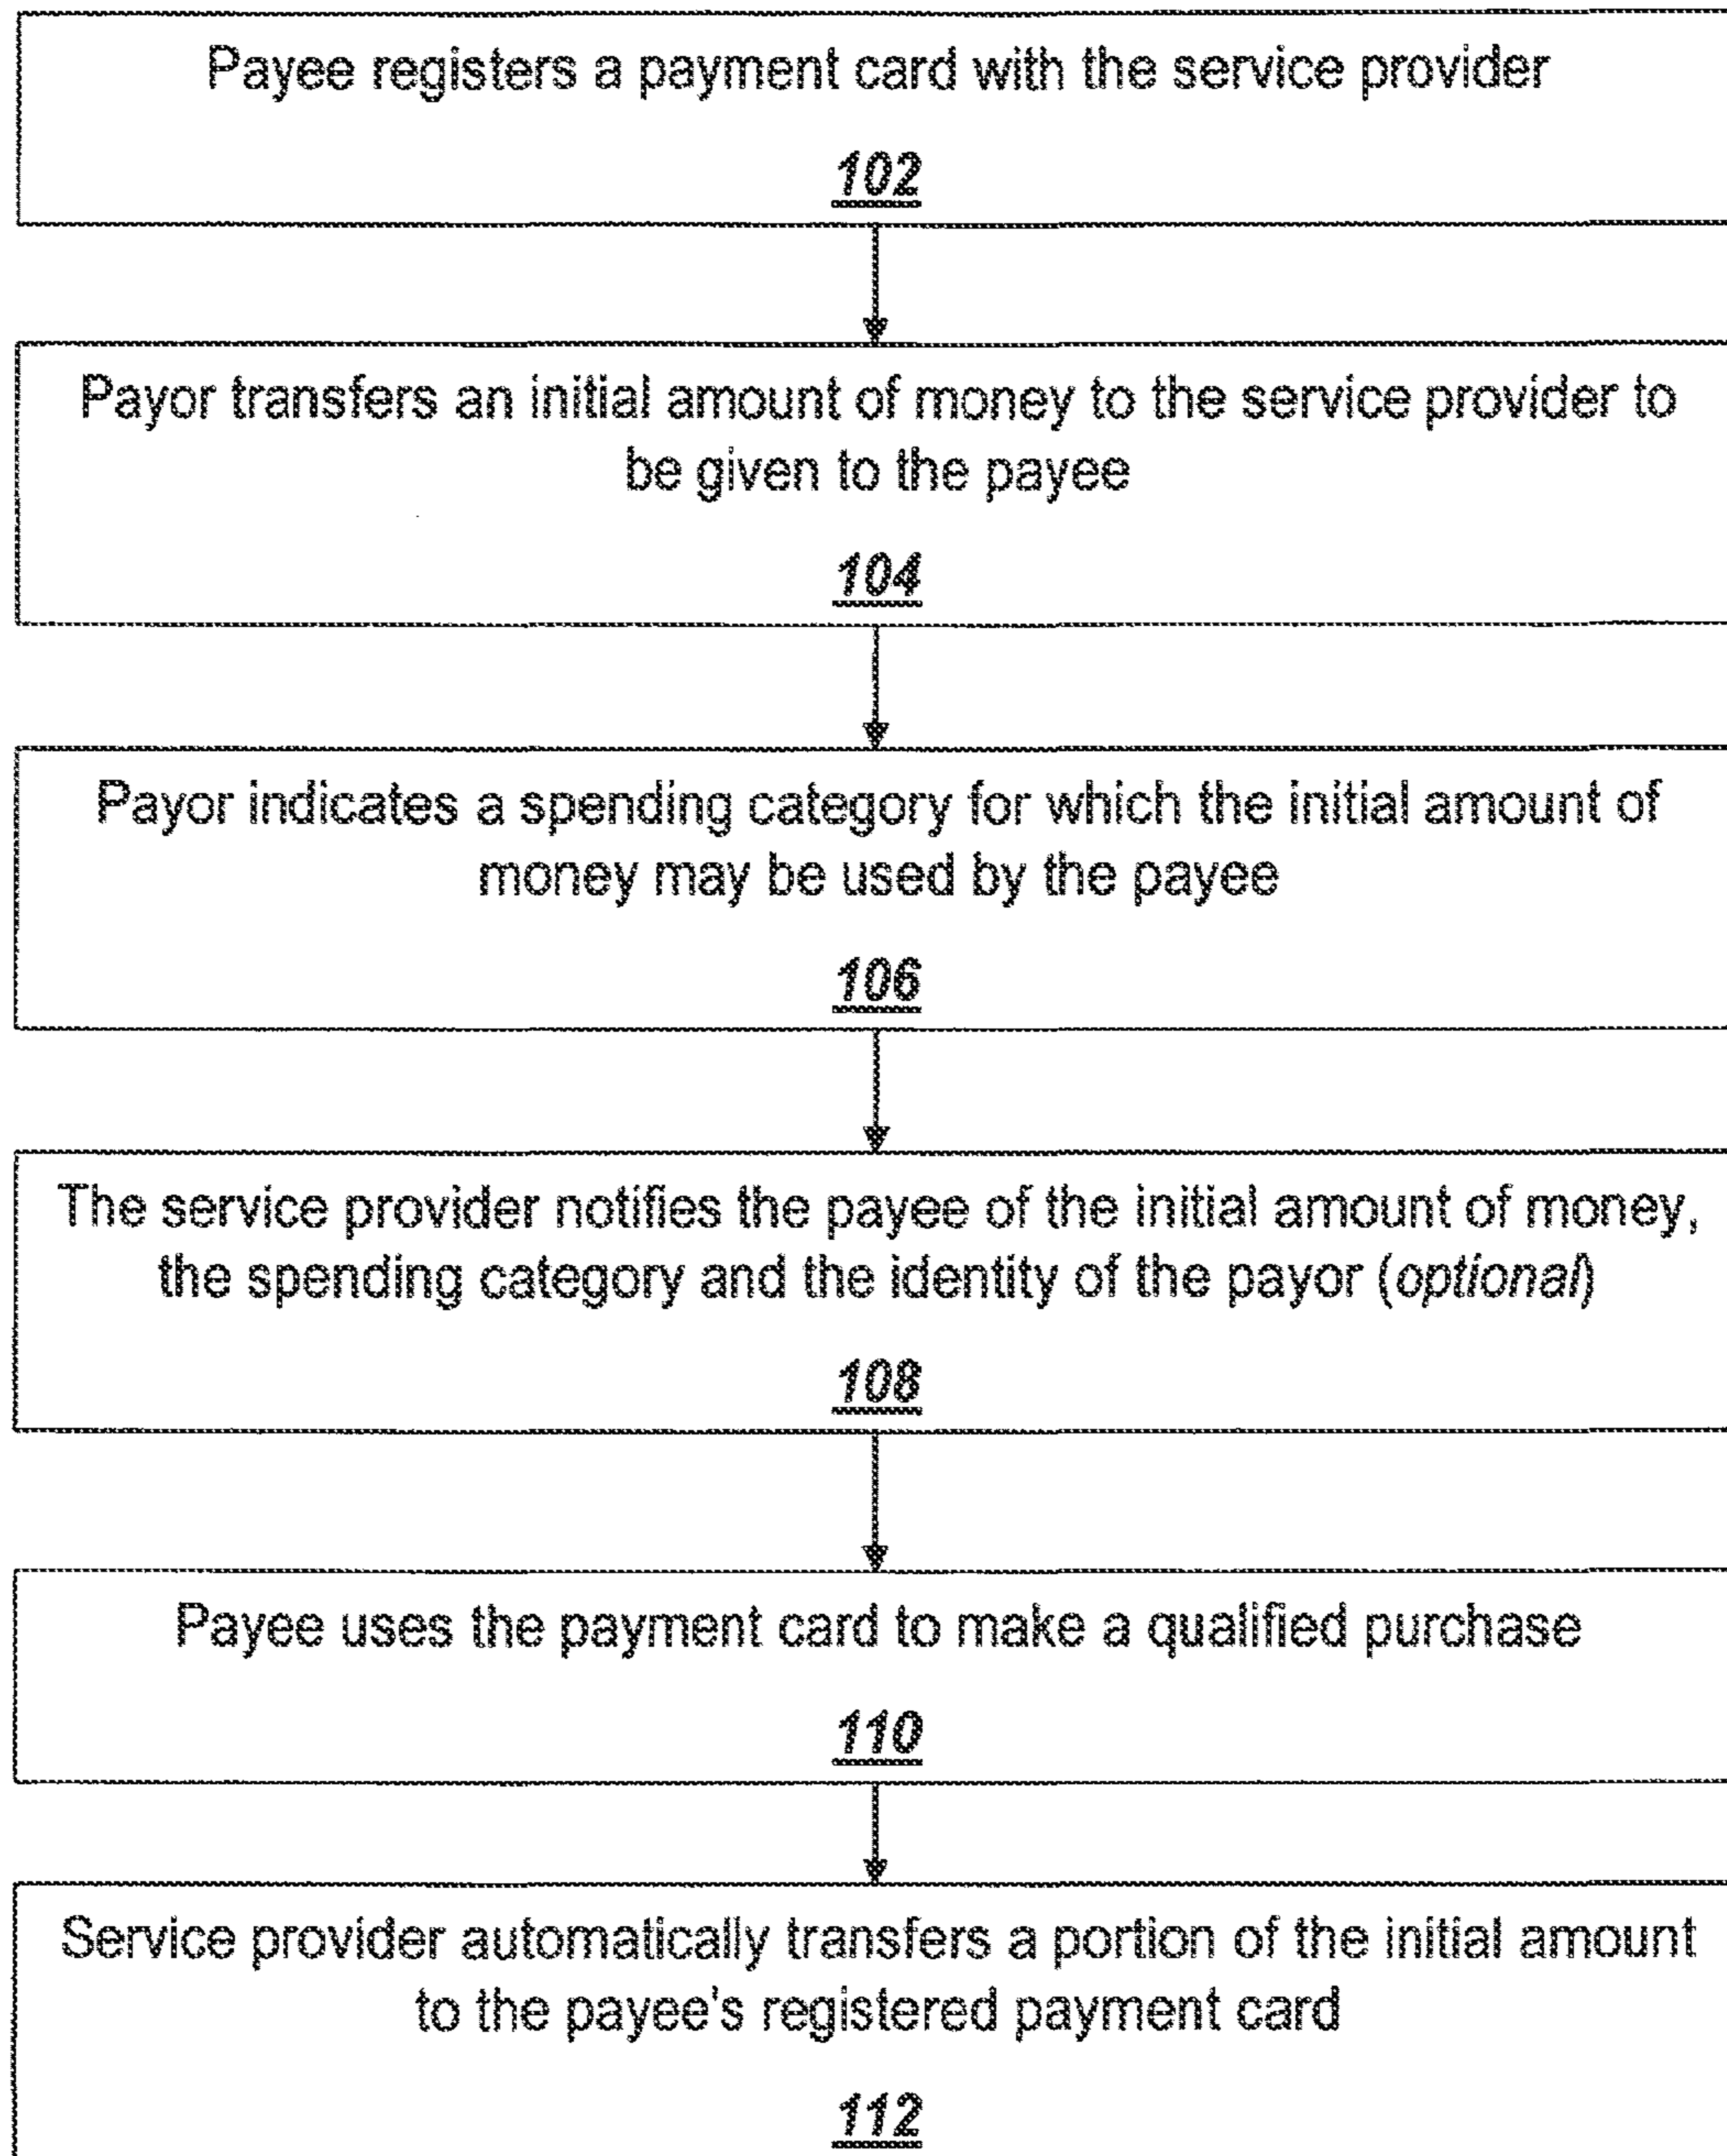 Payee registers a payment card with the service provider
102
Payor transfers an initial amount of money to the service provider to
be given to the payee
104
Payor indicates a spending category for which the initial amount of
money may be used by the payee
106
The service provider notifies the payee of the initial amount of money,
the spending category and the identity of the payor (optional)
108
Payee uses the payment card to make a qualified purchase
110
Service provider automatically transfers a portion of the initial amount
to the payee's registered payment card
112